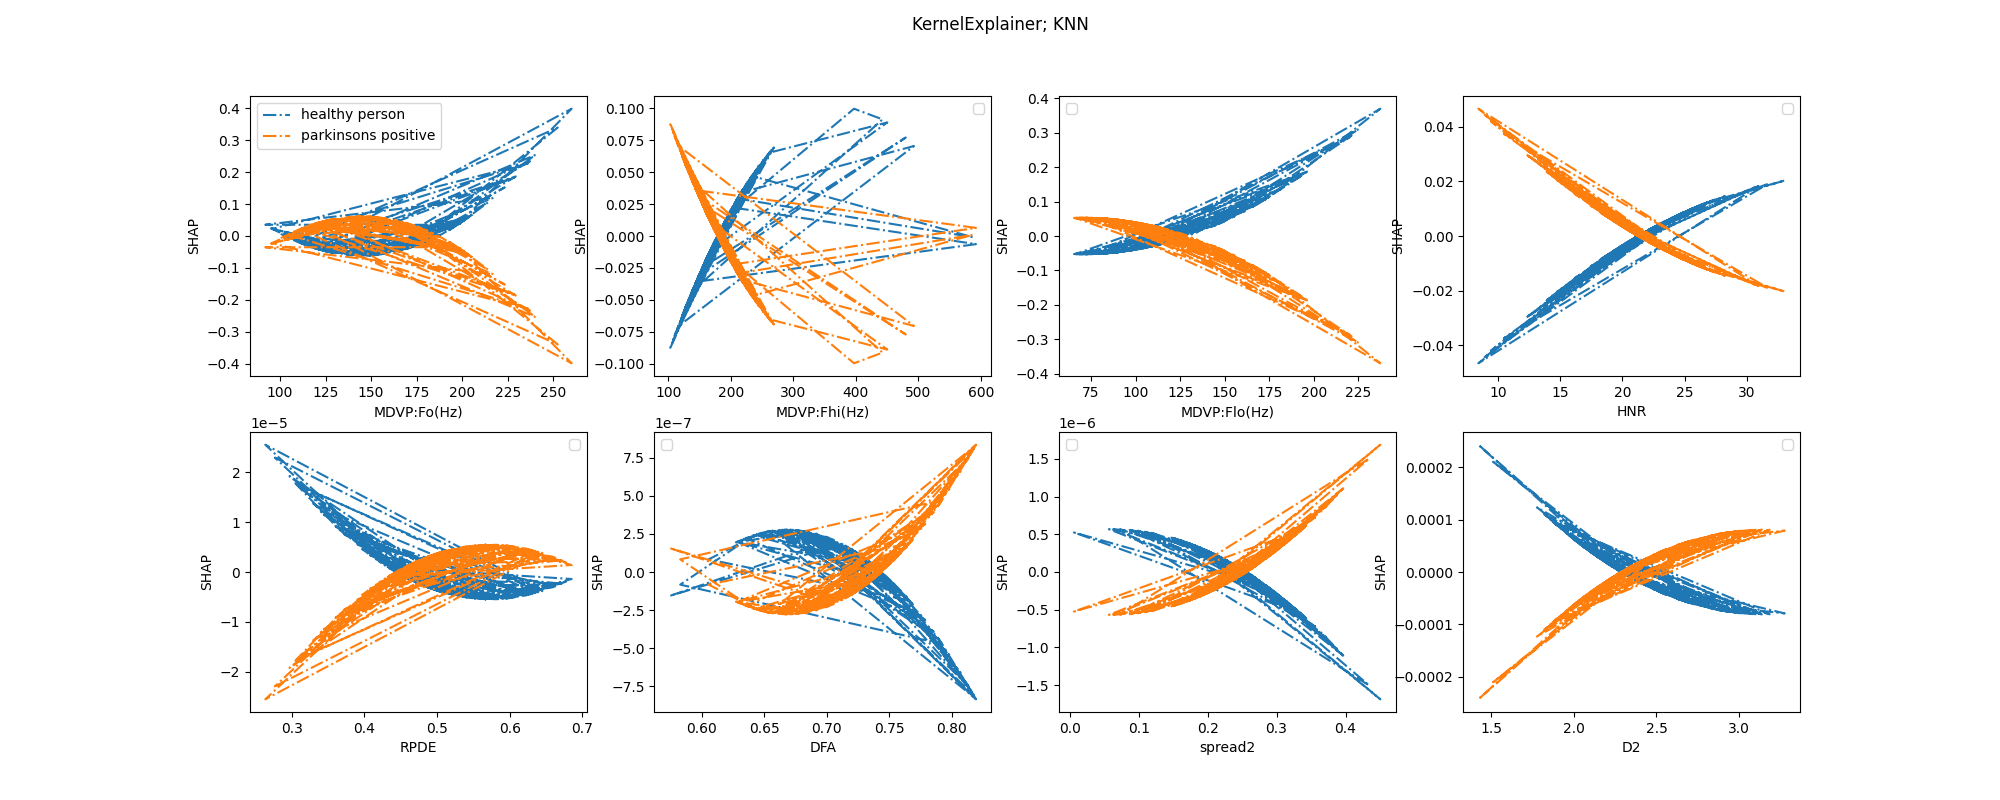 KernelExplainer; KNN
healthy person
parkinsons positive
0.4
0.3
0.2
0.1
0.0
−0.1
−0.2
−0.3
−0.4
SHAP
100 125 150 175 200 225 250
MDVP:Fo(Hz)
0.100
0.075
0.050
0.025
0.000
−0.025
−0.050
−0.075
−0.100
SHAP
100 200 300 400 500 600
MDVP:Fhi(Hz)
0.4
0.3
0.2
0.1
0.0
−0.1
−0.2
−0.3
−0.4
SHAP
75 100 125 150 175 200 225
MDVP:Flo(Hz)
0.04
0.02
0.00
−0.02
−0.04
SHAP
10 15 20 25 30
HNR
1e−5
2
1
0
−1
−2
SHAP
0.3 0.4 0.5 0.6 0.7
RPDE
1e−7
7.5
5.0
2.5
0.0
−2.5
−5.0
−7.5
SHAP
0.60 0.65 0.70 0.75 0.80
DFA
1e−6
1.5
1.0
0.5
0.0
−0.5
−1.0
−1.5
SHAP
0.0 0.1 0.2 0.3 0.4
spread2
0.0002
0.0001
0.0000
−0.0001
−0.0002
SHAP
1.5 2.0 2.5 3.0
D2